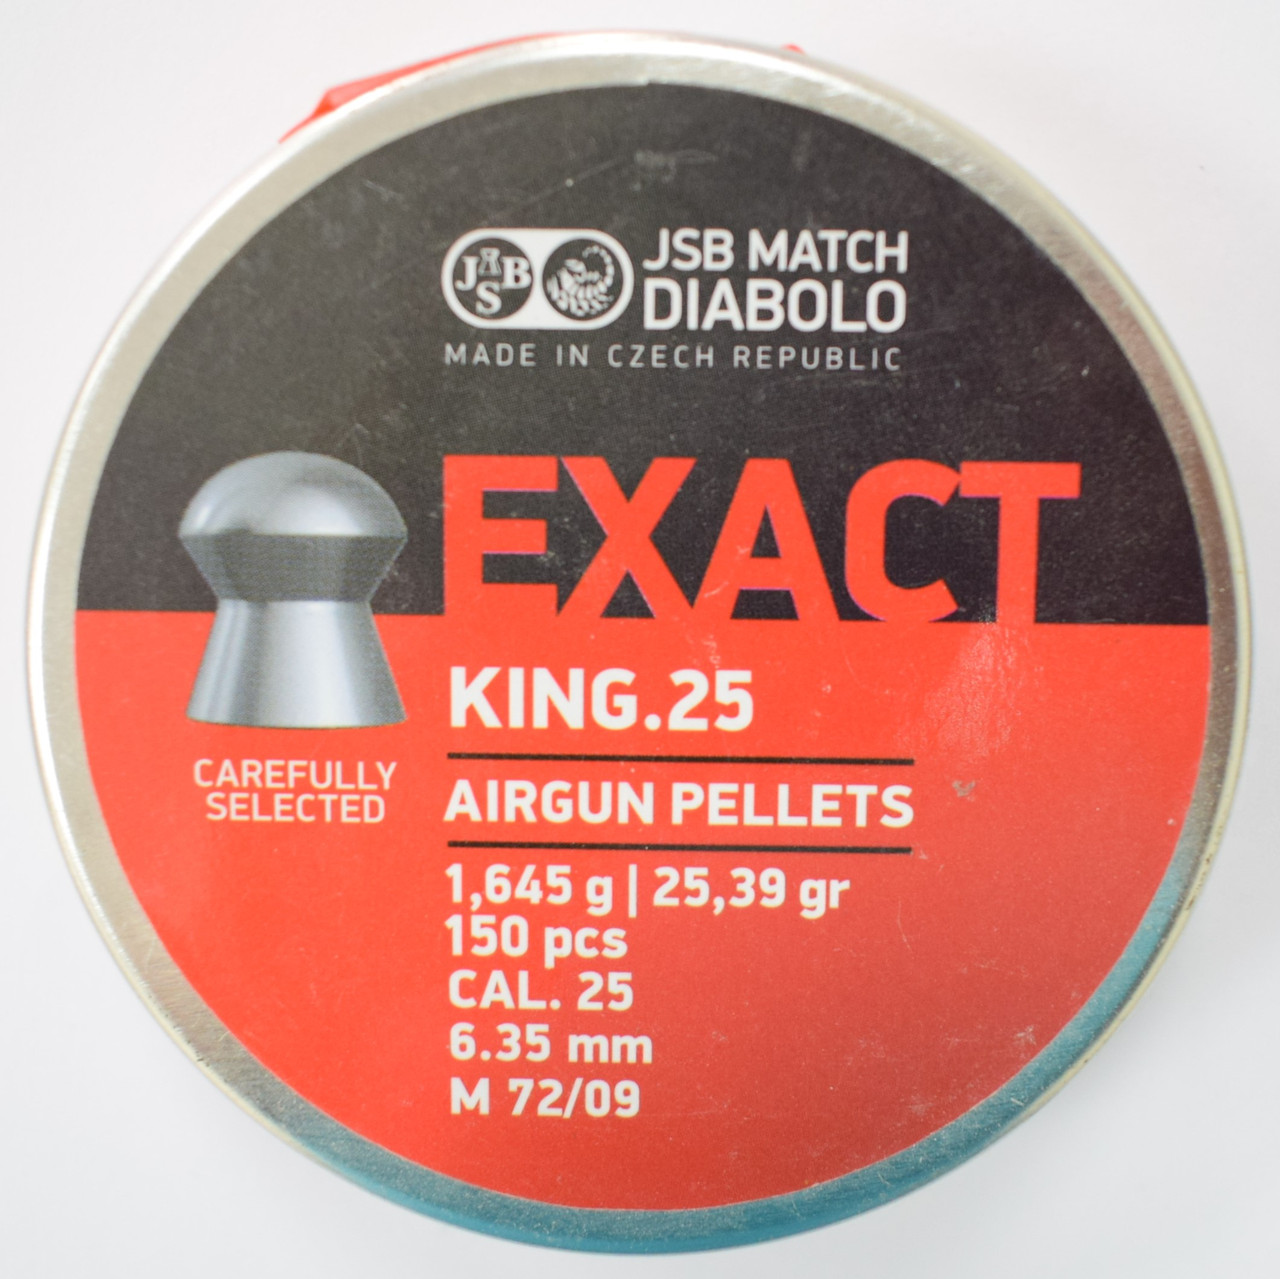 JSB
JSB MATCH
DIABOLO
MADE IN CZECH REPUBLIC
EXACT
KING.25
CAREFULLY
SELECTED
AIRGUN PELLETS
1,645 g | 25,39 gr
150 pcs
CAL. 25
6.35 mm
M 72/09